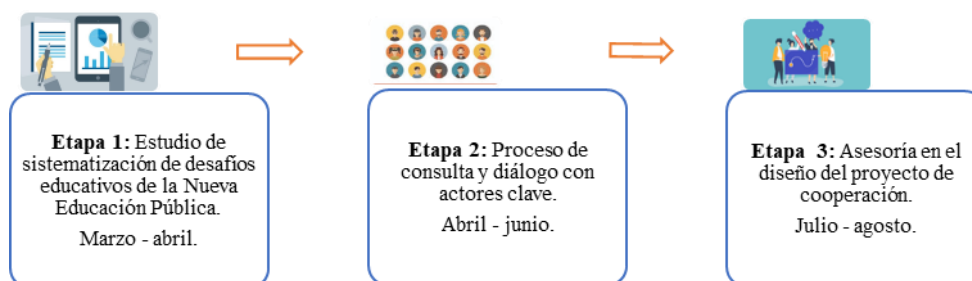 Etapa 1: Estudio de
sistematización de desafíos
educativos de la Nueva
Educación Pública.
Marzo - abril.
Etapa 2: Proceso de
consulta y diálogo con
actores clave.
Abril - junio.
Etapa 3: Asesoría en el
diseño del proyecto de
cooperación.
Julio - agosto.